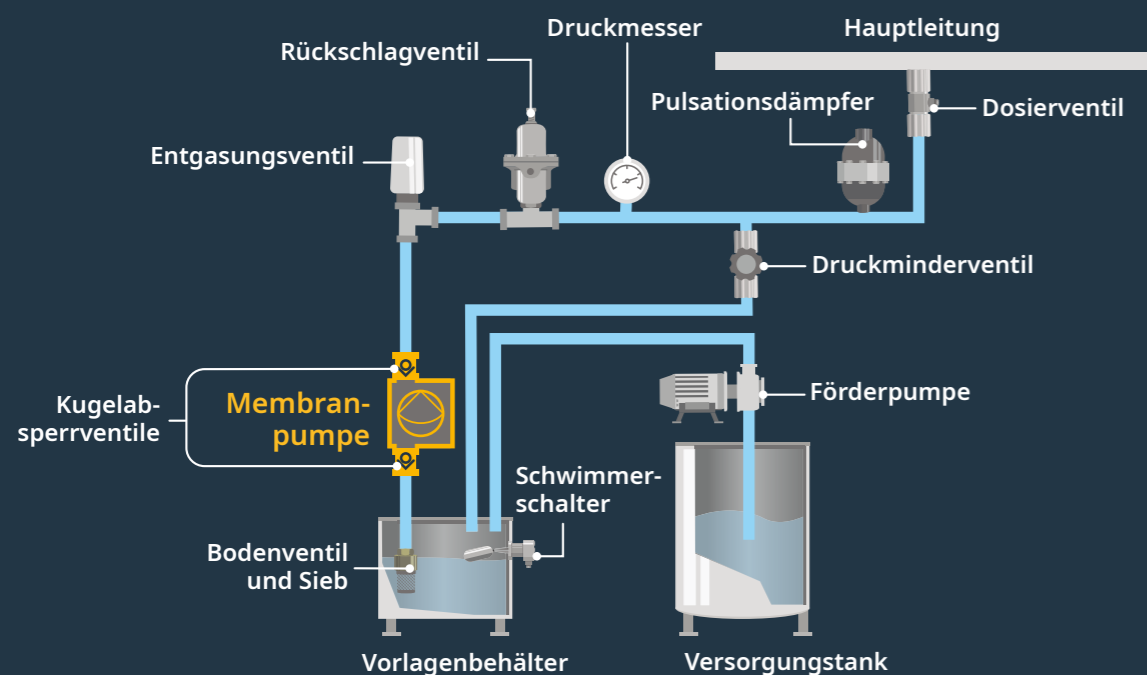 Druckmesser
Hauptleitung
Rückschlagventil
Pulsationsdämpfer
Dosierventil
Entgasungsventil
Druckminderventil
Förderpumpe
Membran-
pumpe
Kugelab-
sperrventile
Schwimmer-
schalter
Bodenventil
und Sieb
Vorlagenbehälter
Versorgungstank